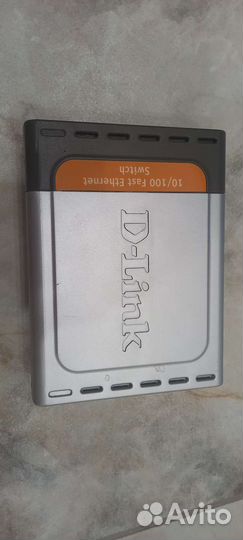 10/100 Fast Ethernet
Switch
D-Link
Avito